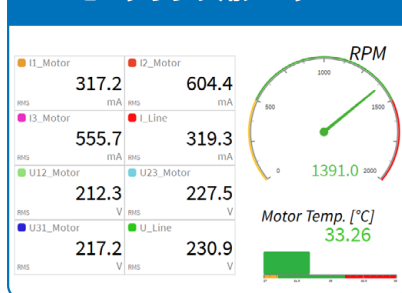 I1_Motor
I2_Motor
317.2
604.4
RMS mA
RMS mA
I3_Motor
I_Line
555.7
319.3
RMS mA
RMS mA
U12_Motor
U23_Motor
212.3
227.5
RMS V
RMS V
U31_Motor
U_Line
217.2
230.9
RMS V
RMS V
RPM
0
500
1000
1500
2000
1391.0
Motor Temp. [°C]
33.26